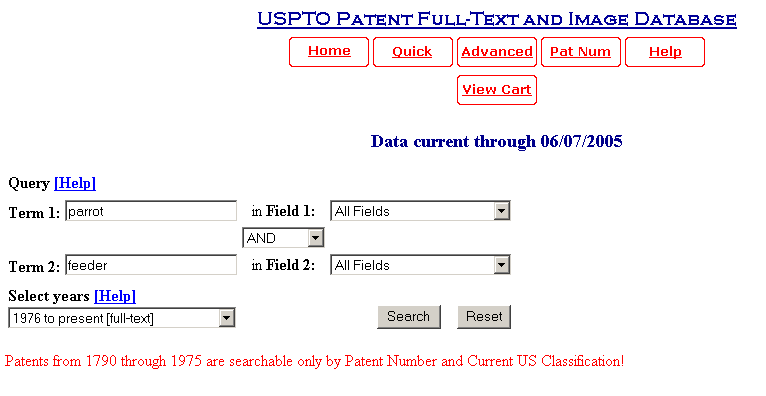 USPTO PATENT FULL-TEXT AND IMAGE DATABASE
Home Quick Advanced Pat Num Help
View Cart
Data current through 06/07/2005
Query [Help]
Term 1: parrot in Field 1: All Fields
AND
Term 2: feeder in Field 2: All Fields
Select years [Help]
1976 to present [full-text] Search Reset
Patents from 1790 through 1975 are searchable only by Patent Number and Current US Classification!